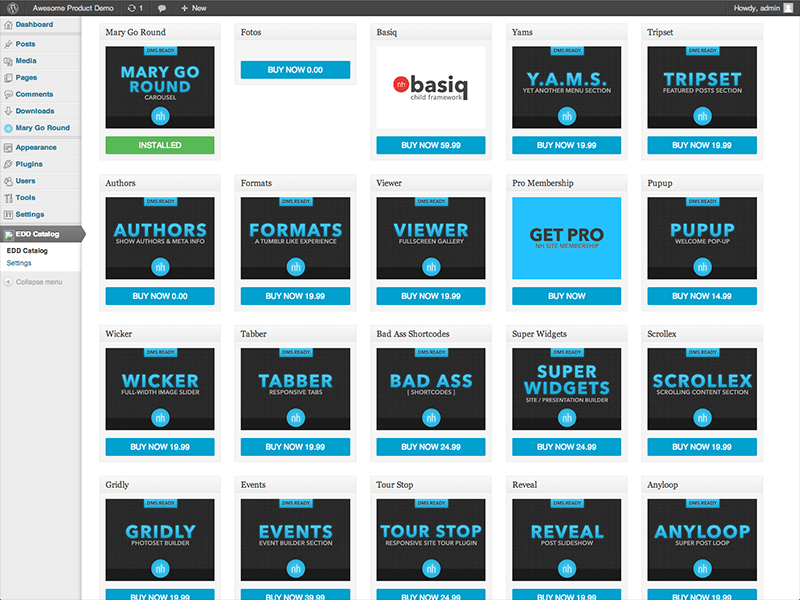 Awesome Product Demo 1 + New Howdy, admin
Dashboard
Posts
Media
Pages
Comments
Downloads
Mary Go Round
Appearance
Plugins
Users
Tools
Settings
EDD Catalog
EDD Catalog
Settings
Collapse menu
Mary Go Round
DMS READY
MARY GO
ROUND
CAROUSEL
nh
INSTALLED
Fotos
BUY NOW 0.00
Basiq
nh basiq
child framework
BUY NOW 59.99
Yams
DMS READY
Y.A.M.S.
YET ANOTHER MENU SECTION
nh
BUY NOW 19.99
Tripset
DMS READY
TRIPSET
FEATURED POSTS SECTION
nh
BUY NOW 19.99
Authors
DMS READY
AUTHORS
SHOW AUTHORS & META INFO
nh
BUY NOW 0.00
Formats
DMS READY
FORMATS
A TUMBLR LIKE EXPERIENCE
nh
BUY NOW 19.99
Viewer
DMS READY
VIEWER
FULLSCREEN GALLERY
nh
BUY NOW 19.99
Pro Membership
GET PRO
NH SITE MEMBERSHIP
BUY NOW
Pupup
DMS READY
PUPUP
WELCOME POP-UP
nh
BUY NOW 14.99
Wicker
DMS READY
WICKER
FULL-WIDTH IMAGE SLIDER
nh
BUY NOW 19.99
Tabber
DMS READY
TABBER
RESPONSIVE TABS
nh
BUY NOW 19.99
Bad Ass Shortcodes
DMS READY
BAD ASS
[ SHORTCODES ]
nh
BUY NOW 24.99
Super Widgets
DMS READY
SUPER
WIDGETS
SITE / PRESENTATION BUILDER
nh
BUY NOW 24.99
Scrollex
DMS READY
SCROLLEX
SCROLLING CONTENT SECTION
nh
BUY NOW 19.99
Gridly
DMS READY
GRIDLY
PHOTOSET BUILDER
nh
BUY NOW 19.99
Events
DMS READY
EVENTS
EVENT BUILDER SECTION
nh
BUY NOW 39.99
Tour Stop
DMS READY
TOUR STOP
RESPONSIVE SITE TOUR PLUGIN
nh
BUY NOW 24.99
Reveal
DMS READY
REVEAL
POST SLIDESHOW
nh
BUY NOW 19.99
Anyloop
DMS READY
ANYLOOP
SUPER POST LOOP
nh
BUY NOW 19.99